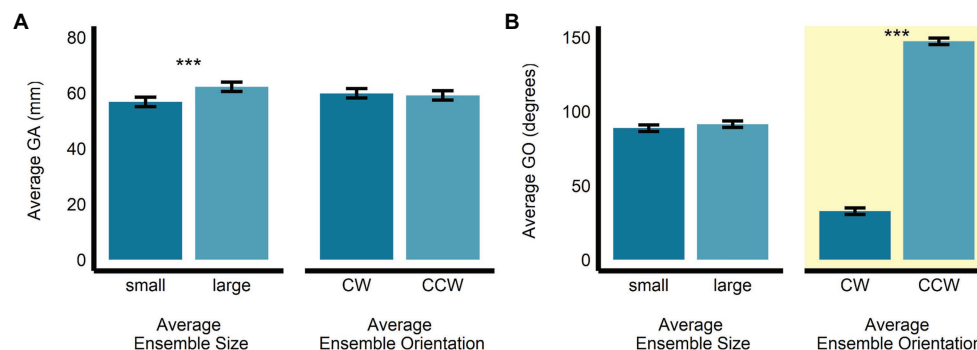 A
Average GA (mm)
80
60
40
20
0
***
small
large
CW
CCW
Average
Ensemble Size
Average
Ensemble Orientation
B
Average GO (degrees)
150
100
50
0
***
small
large
CW
CCW
Average
Ensemble Size
Average
Ensemble Orientation